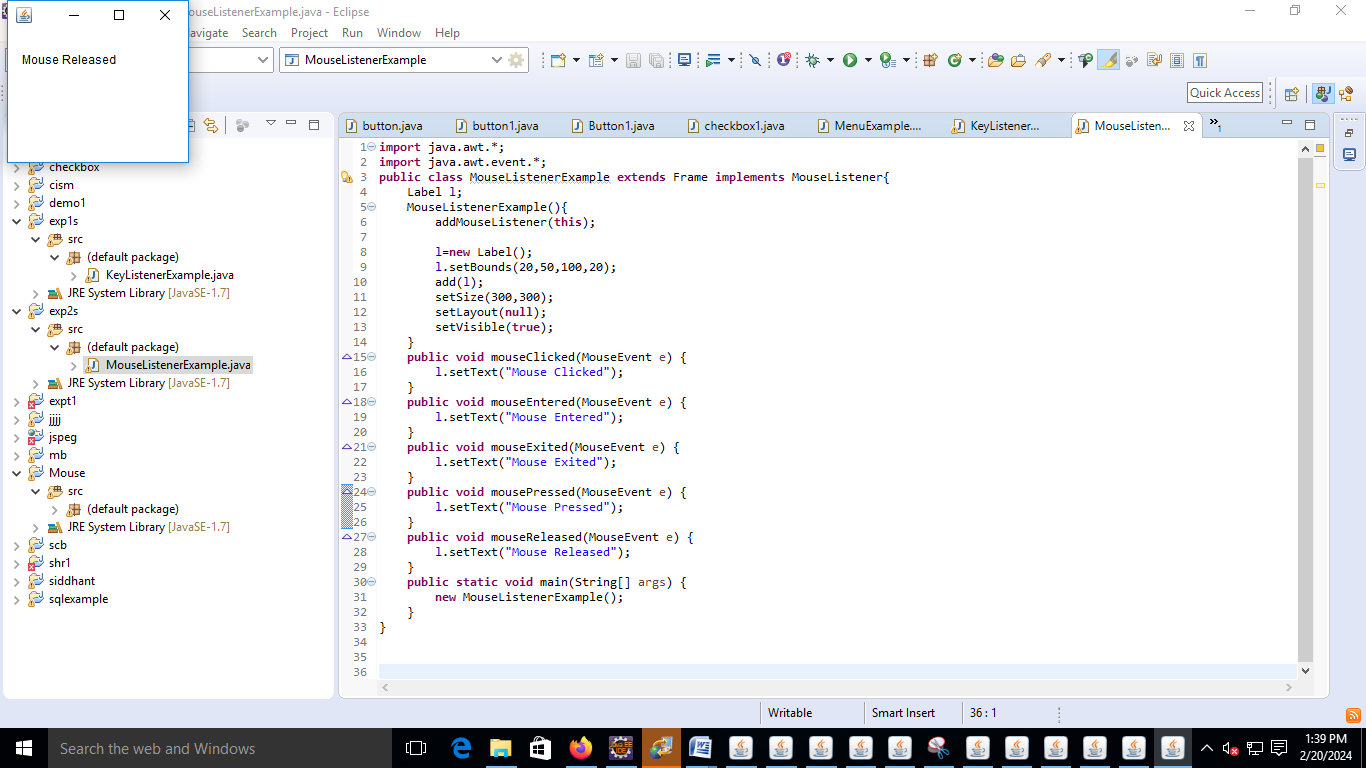 MouseListenerExample.java - Eclipse
Mouse Released
Navigate Search Project Run Window Help
MouseListenerExample
Quick Access
button.java button1.java Button1.java checkbox1.java MenuExample.... KeyListener... MouseListen... »1
checkbox
cism
demo1
exp1s
src
(default package)
KeyListenerExample.java
JRE System Library [JavaSE-1.7]
exp2s
src
(default package)
MouseListenerExample.java
JRE System Library [JavaSE-1.7]
expt1
jjjj
jspeg
mb
Mouse
src
(default package)
JRE System Library [JavaSE-1.7]
scb
shr1
siddhant
sqlexample
1 import java.awt.*;
2 import java.awt.event.*;
3 public class MouseListenerExample extends Frame implements MouseListener{
4 Label l;
5 MouseListenerExample(){
6 addMouseListener(this);
7
8 l=new Label();
9 l.setBounds(20,50,100,20);
10 add(l);
11 setSize(300,300);
12 setLayout(null);
13 setVisible(true);
14 }
15 public void mouseClicked(MouseEvent e) {
16 l.setText("Mouse Clicked");
17 }
18 public void mouseEntered(MouseEvent e) {
19 l.setText("Mouse Entered");
20 }
21 public void mouseExited(MouseEvent e) {
22 l.setText("Mouse Exited");
23 }
24 public void mousePressed(MouseEvent e) {
25 l.setText("Mouse Pressed");
26 }
27 public void mouseReleased(MouseEvent e) {
28 l.setText("Mouse Released");
29 }
30 public static void main(String[] args) {
31 new MouseListenerExample();
32 }
33 }
34
35
36
Writable Smart Insert 36 : 1
Search the web and Windows
1:39 PM
2/20/2024